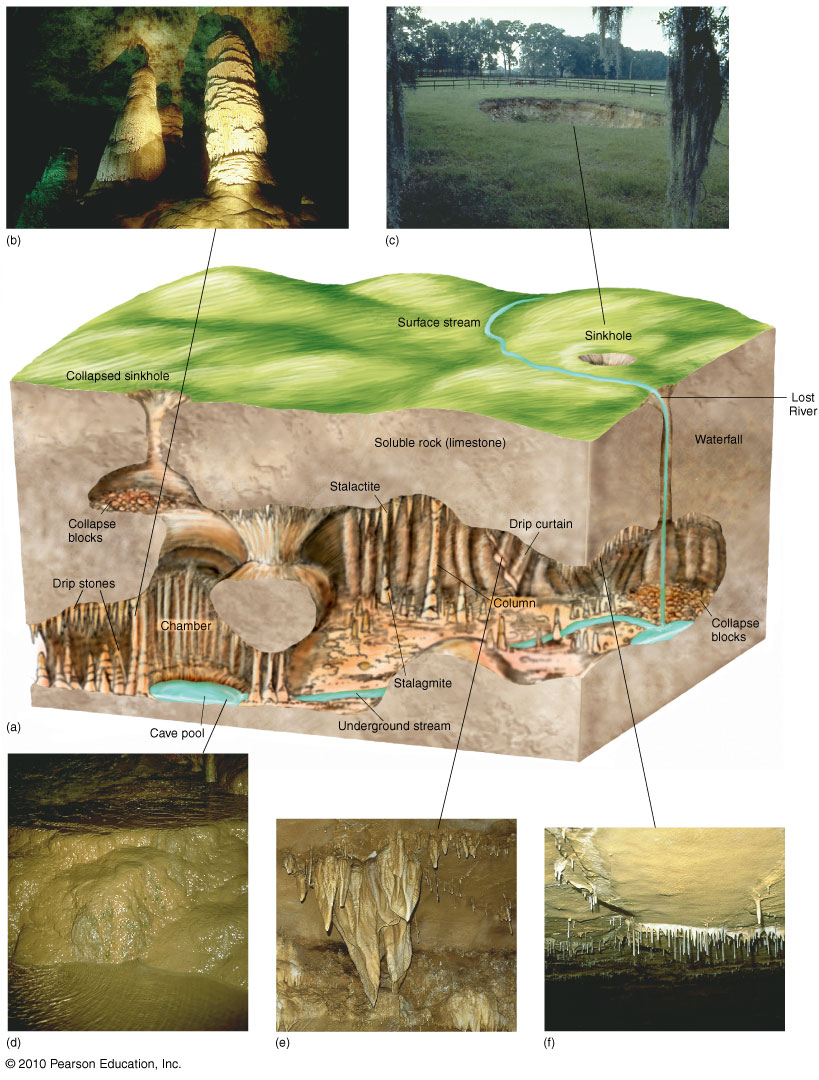 (b)
(c)
Surface stream
Sinkhole
Collapsed sinkhole
Lost
River
Soluble rock (limestone)
Waterfall
Stalactite
Drip curtain
Collapse
blocks
Drip stones
Column
Chamber
Collapse
blocks
Stalagmite
(a)
Underground stream
Cave pool
(d)
(e)
(f)
© 2010 Pearson Education, Inc.